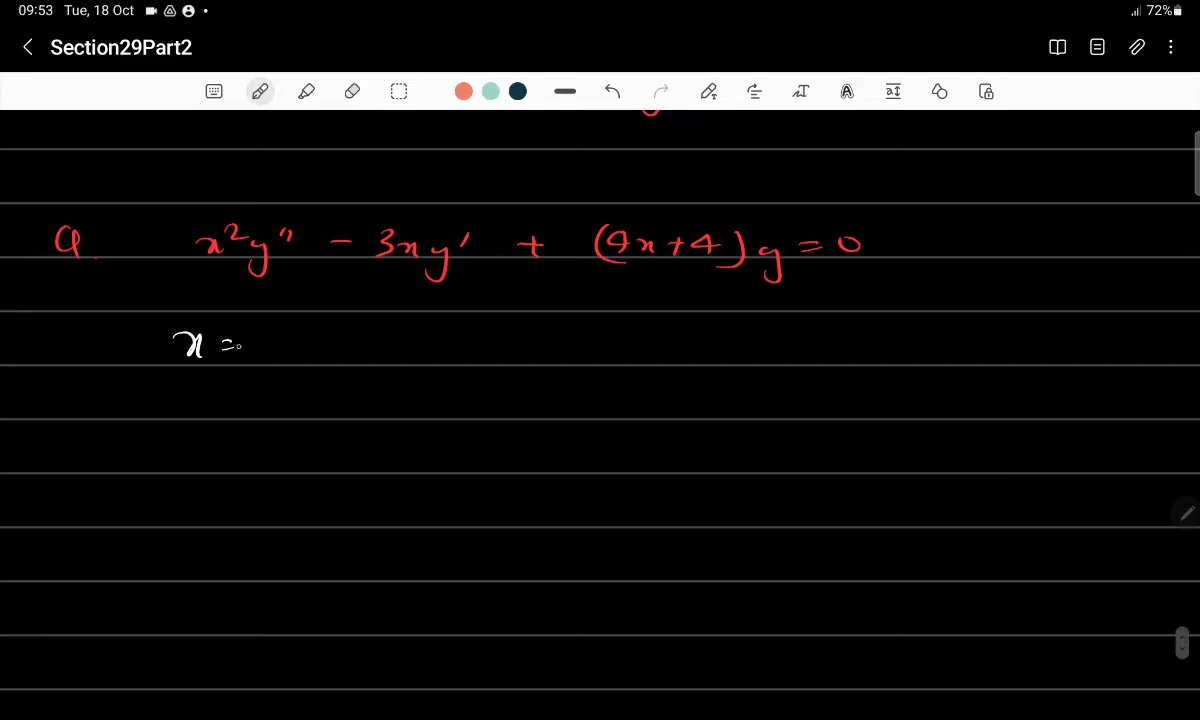 09:53 Tue, 18 Oct 72%
Section29Part2
Q. x²y'' - 3xy' + (4x+4)y = 0
x =